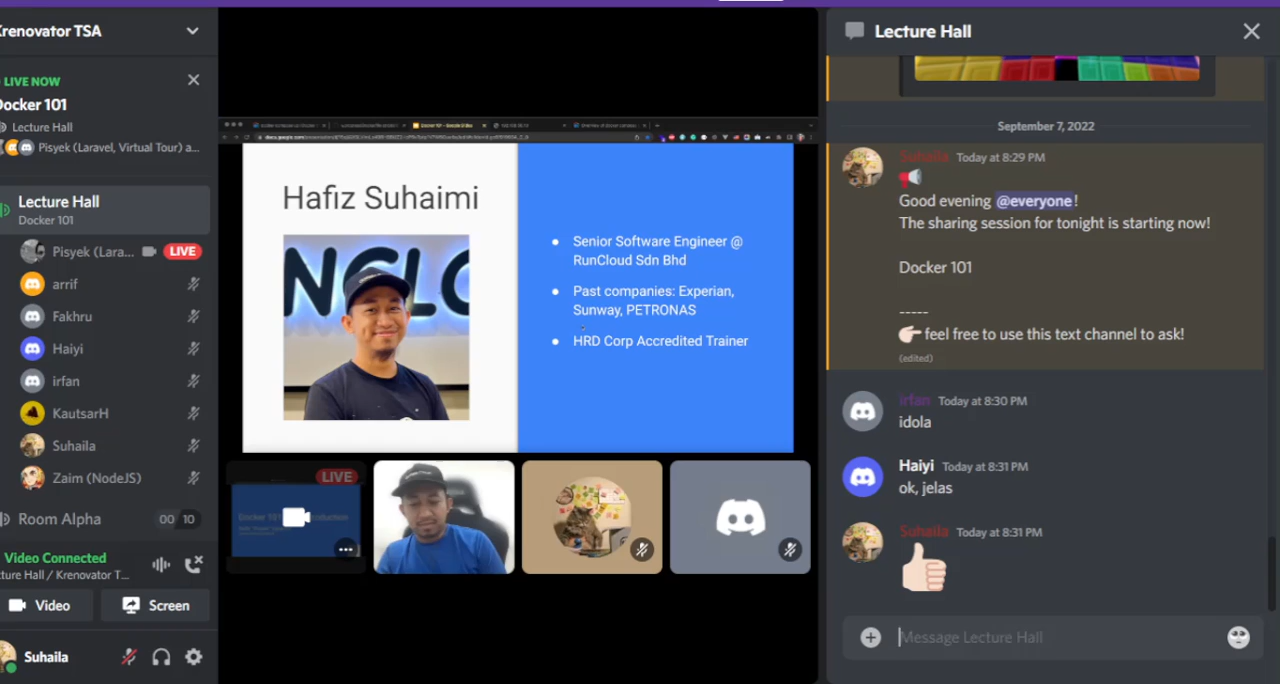 Krenovator TSA
LIVE NOW
Docker 101
Lecture Hall
Pisyek (Laravel, Virtual Tour) a...
Lecture Hall
Docker 101
Pisyek (Lara...
LIVE
arrif
Fakhru
Haiyi
irfan
KautsarH
Suhaila
Zaim (NodeJS)
Room Alpha
00 10
Video Connected
cture Hall / Krenovator T...
Video
Screen
Suhaila
Hafiz Suhaimi
NCLO
Senior Software Engineer @
RunCloud Sdn Bhd
Past companies: Experian,
Sunway, PETRONAS
HRD Corp Accredited Trainer
LIVE
Docker 101
Lecture Hall
September 7, 2022
Suhaila Today at 8:29 PM
Good evening @everyone!
The sharing session for tonight is starting now!
Docker 101
-----
feel free to use this text channel to ask!
(edited)
irfan Today at 8:30 PM
idola
Haiyi Today at 8:31 PM
ok, jelas
Suhaila Today at 8:31 PM
Message Lecture Hall